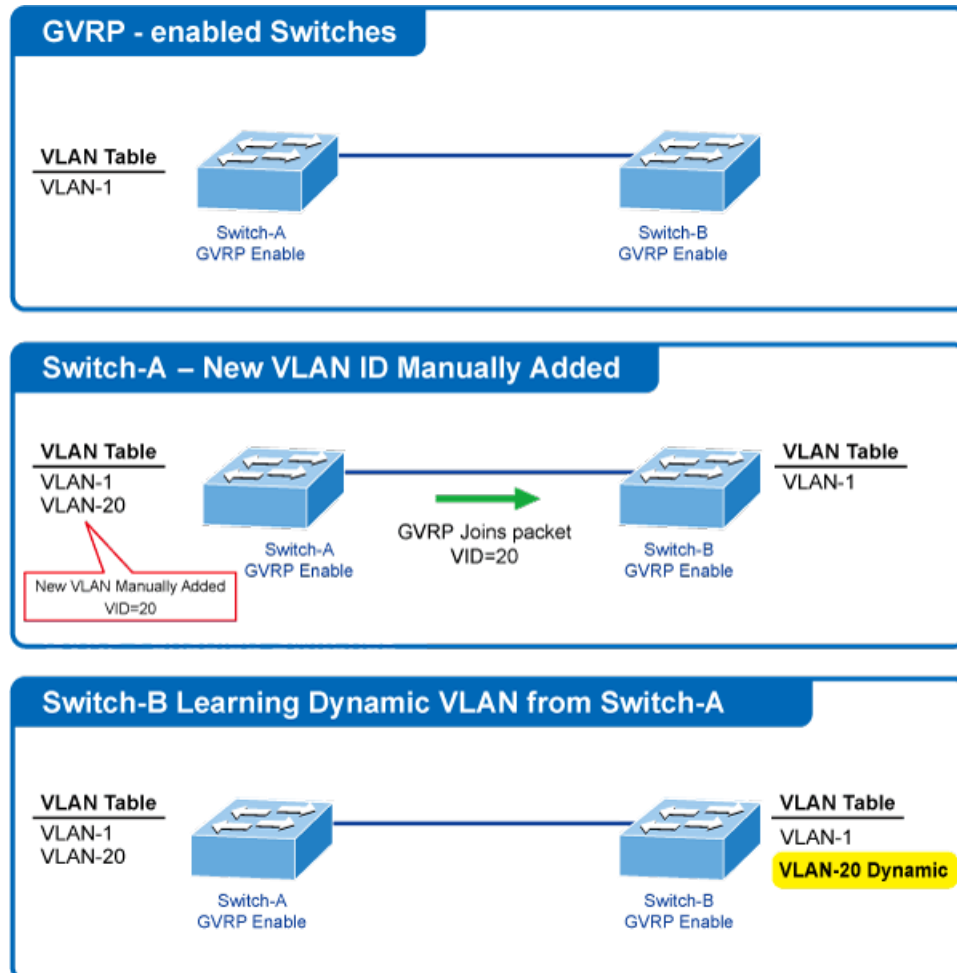 GVRP - enabled Switches
VLAN Table
VLAN-1
Switch-A
GVRP Enable
Switch-B
GVRP Enable
Switch-A – New VLAN ID Manually Added
VLAN Table
VLAN-1
VLAN-20
New VLAN Manually Added
VID=20
Switch-A
GVRP Enable
GVRP Joins packet
VID=20
Switch-B
GVRP Enable
VLAN Table
VLAN-1
Switch-B Learning Dynamic VLAN from Switch-A
VLAN Table
VLAN-1
VLAN-20
Switch-A
GVRP Enable
Switch-B
GVRP Enable
VLAN Table
VLAN-1
VLAN-20 Dynamic